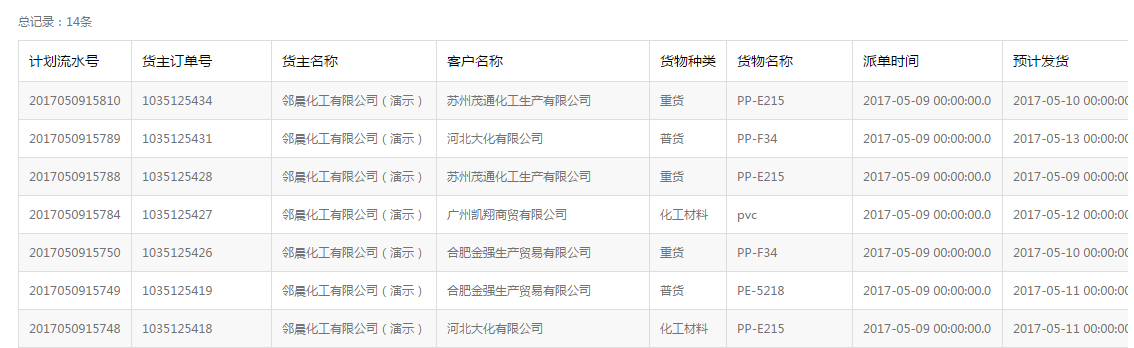 总记录：14条
计划流水号 货主订单号 货主名称 客户名称 货物种类 货物名称 派单时间 预计发货
2017050915810 1035125434 邻晨化工有限公司（演示） 苏州茂通化工生产有限公司 重货 PP-E215 2017-05-09 00:00:00.0 2017-05-10 00:00:00
2017050915789 1035125431 邻晨化工有限公司（演示） 河北大化有限公司 普货 PP-F34 2017-05-09 00:00:00.0 2017-05-13 00:00:00
2017050915788 1035125428 邻晨化工有限公司（演示） 苏州茂通化工生产有限公司 重货 PP-E215 2017-05-09 00:00:00.0 2017-05-09 00:00:00
2017050915784 1035125427 邻晨化工有限公司（演示） 广州凯翔商贸有限公司 化工材料 pvc 2017-05-09 00:00:00.0 2017-05-12 00:00:00
2017050915750 1035125426 邻晨化工有限公司（演示） 合肥金强生产贸易有限公司 重货 PP-F34 2017-05-09 00:00:00.0 2017-05-10 00:00:00
2017050915749 1035125419 邻晨化工有限公司（演示） 合肥金强生产贸易有限公司 普货 PE-5218 2017-05-09 00:00:00.0 2017-05-11 00:00:00
2017050915748 1035125418 邻晨化工有限公司（演示） 河北大化有限公司 化工材料 PP-E215 2017-05-09 00:00:00.0 2017-05-11 00:00:00